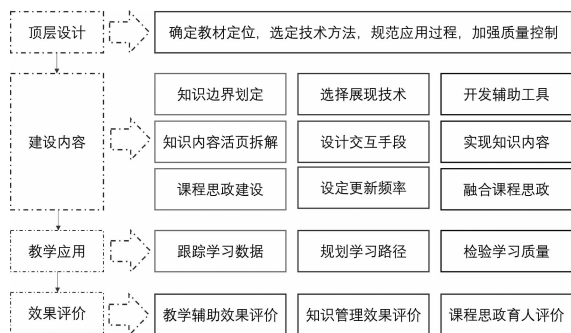 顶层设计
确定教材定位，选定技术方法，规范应用过程，加强质量控制
建设内容
知识边界划定
选择展现技术
开发辅助工具
知识内容活页拆解
设计交互手段
实现知识内容
课程思政建设
设定更新频率
融合课程思政
教学应用
跟踪学习数据
规划学习路径
检验学习质量
效果评价
教学辅助效果评价
知识管理效果评价
课程思政育人评价